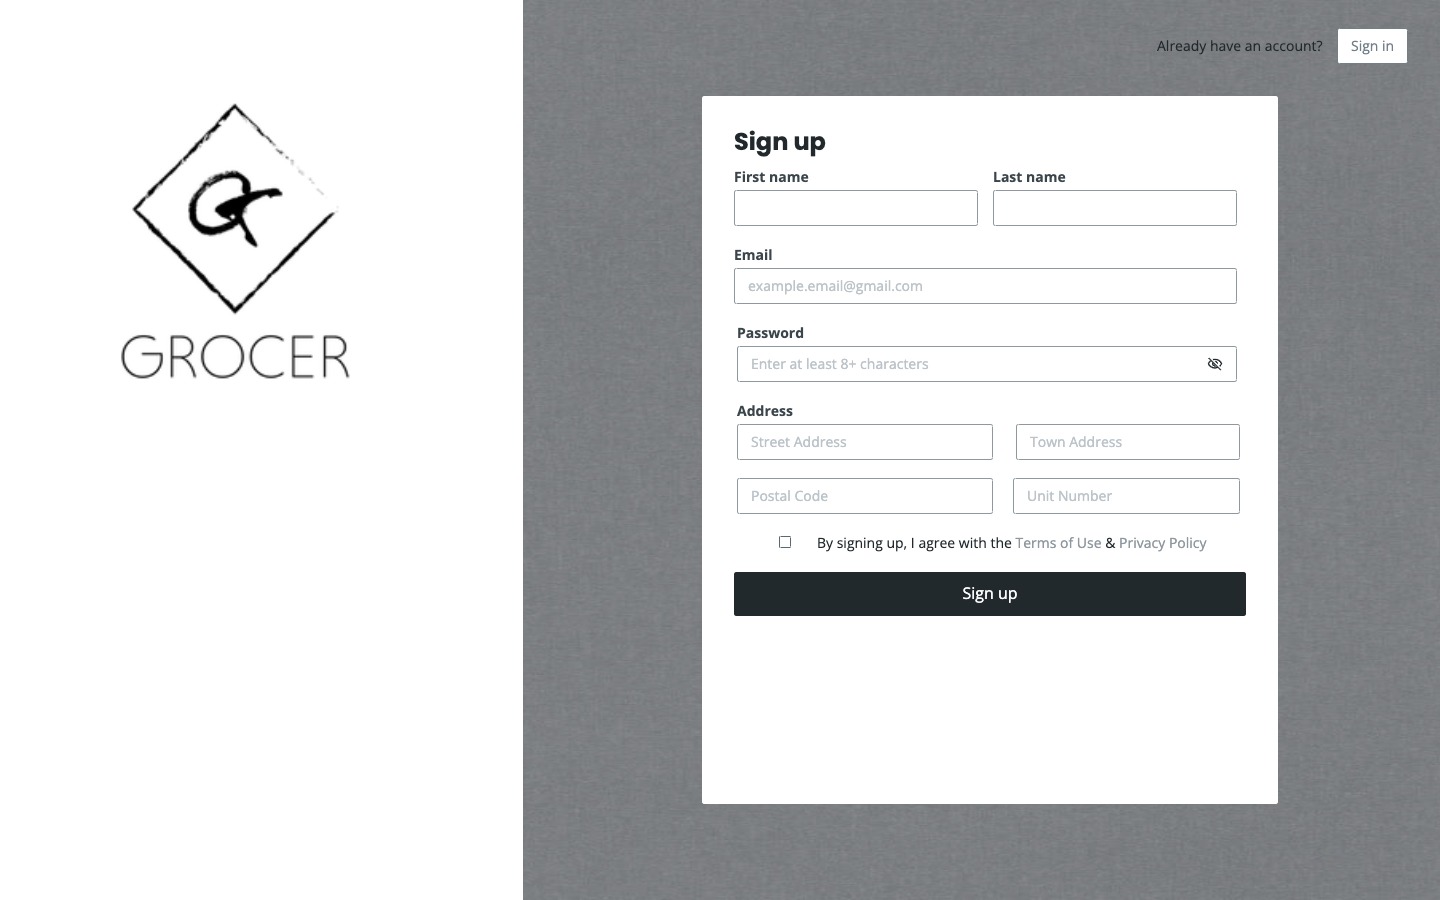 GROCER
Already have an account? Sign in
Sign up
First name Last name
Email
example.email@gmail.com
Password
Enter at least 8+ characters
Address
Street Address Town Address
Postal Code Unit Number
By signing up, I agree with the Terms of Use & Privacy Policy
Sign up